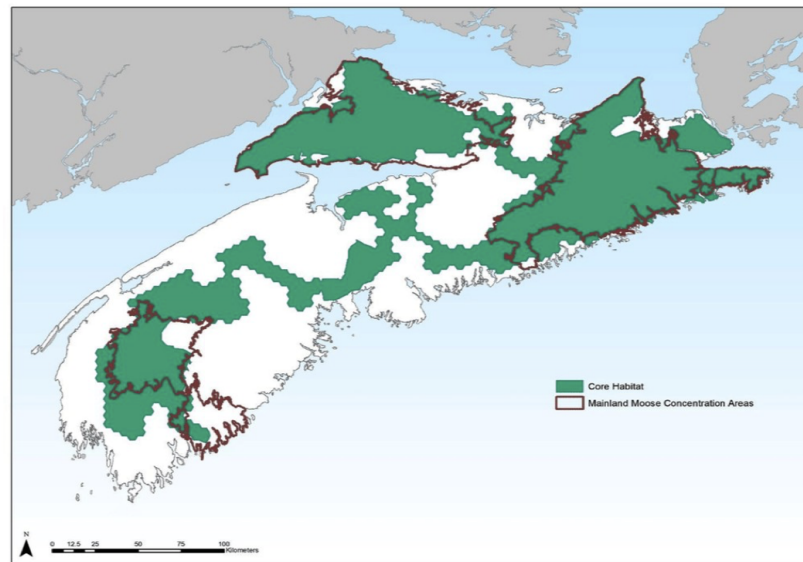 Core Habitat
Mainland Moose Concentration Areas
N
0 12.5 25 50 75 100
Kilometers